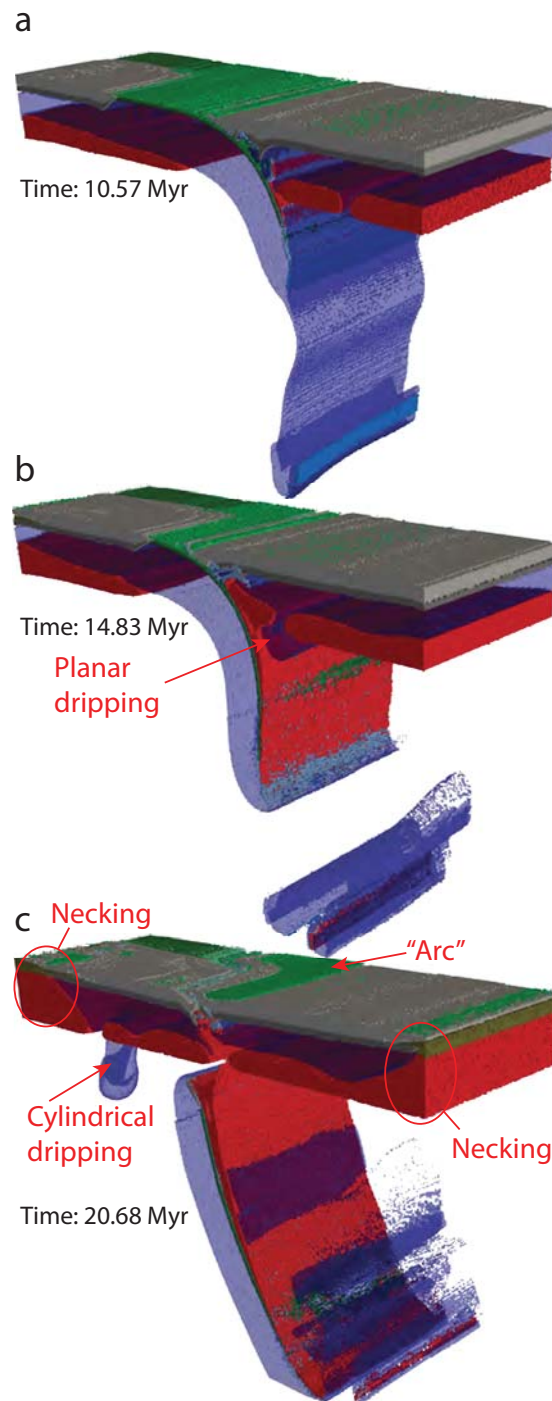 a
Time: 10.57 Myr
b
Time: 14.83 Myr
Planar
dripping
c
Necking
“Arc”
Cylindrical
dripping
Necking
Time: 20.68 Myr